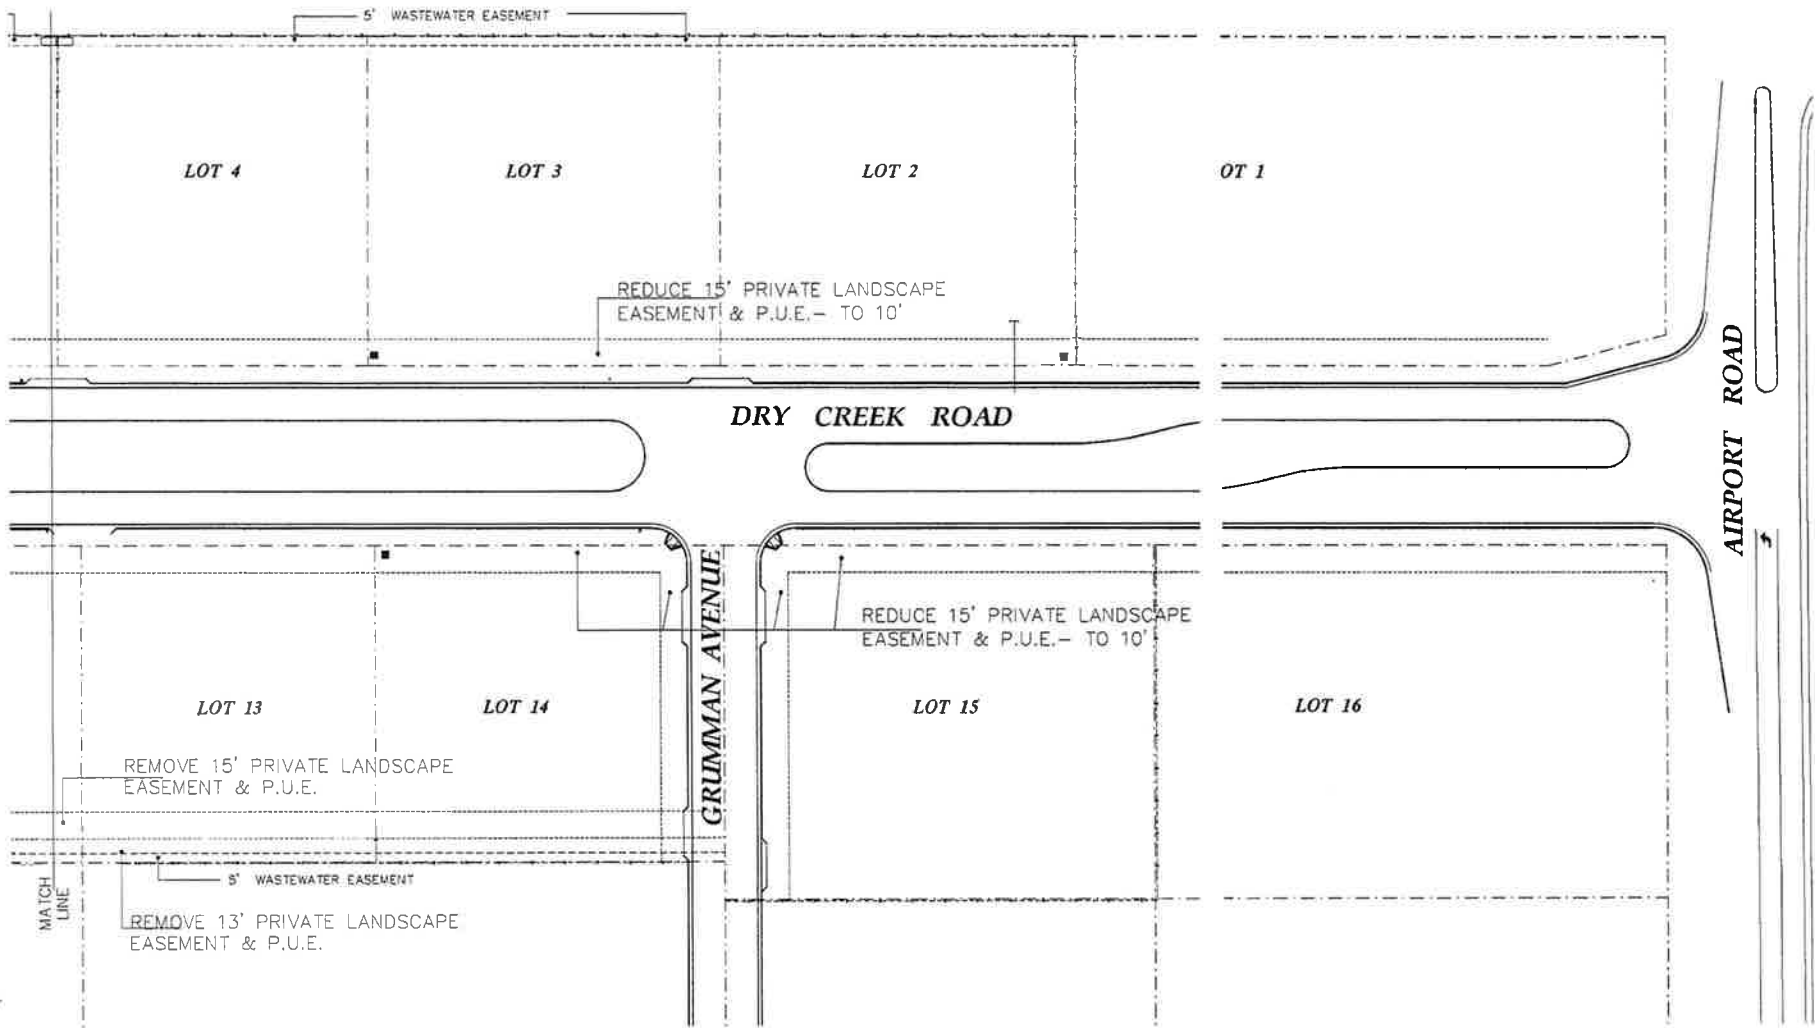 5' WASTEWATER EASEMENT
LOT 4
LOT 3
LOT 2
OT 1
REDUCE 15' PRIVATE LANDSCAPE
EASEMENT & P.U.E.- TO 10'
DRY CREEK ROAD
AIRPORT ROAD
GRUMMAN AVENUE
REDUCE 15' PRIVATE LANDSCAPE
EASEMENT & P.U.E.- TO 10'
LOT 13
LOT 14
LOT 15
LOT 16
REMOVE 15' PRIVATE LANDSCAPE
EASEMENT & P.U.E.
5' WASTEWATER EASEMENT
MATCH
LINE
REMOVE 13' PRIVATE LANDSCAPE
EASEMENT & P.U.E.